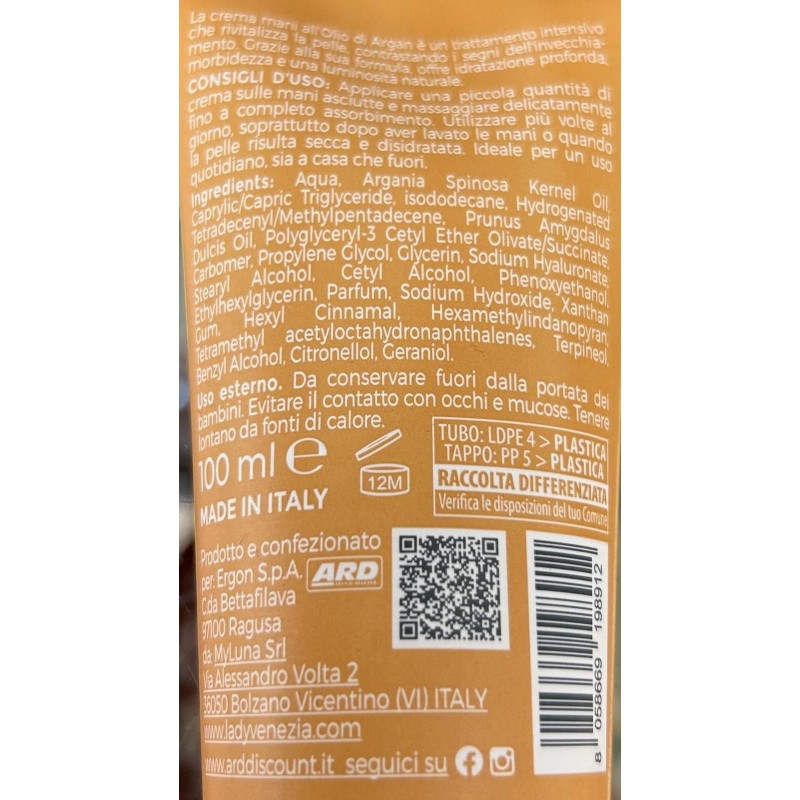 La crema mani all'Olio di Argan è un trattamento intensivo
che rivitalizza la pelle, contrastando i segni dell'invecchia-
mento. Grazie alla sua formula, offre idratazione profonda,
morbidezza e una luminosità naturale.
CONSIGLI D'USO: Applicare una piccola quantità di
crema sulle mani asciutte e massaggiare delicatamente
fino a completo assorbimento. Utilizzare più volte al
giorno, soprattutto dopo aver lavato le mani o quando
la pelle risulta secca e disidratata. Ideale per un uso
quotidiano, sia a casa che fuori.
Ingredients: Aqua, Argania Spinosa Kernel Oil,
Caprylic/Capric Triglyceride, isododecane, Hydrogenated
Tetradecenyl/Methylpentadecene, Prunus Amygdalus
Dulcis Oil, Polyglyceryl-3 Cetyl Ether Olivate/Succinate,
Carbomer, Propylene Glycol, Glycerin, Sodium Hyaluronate,
Stearyl Alcohol, Cetyl Alcohol, Phenoxyethanol,
Ethylhexylglycerin, Parfum, Sodium Hydroxide, Xanthan
Gum, Hexyl Cinnamal, Hexamethylindanopyran,
Tetramethyl acetyloctahydronaphthalenes, Terpineol,
Benzyl Alcohol, Citronellol, Geraniol.
Uso esterno. Da conservare fuori dalla portata dei
bambini. Evitare il contatto con occhi e mucose. Tenere
lontano da fonti di calore.
100 ml e
12M
TUBO: LDPE 4 > PLASTICA
TAPPO: PP 5 > PLASTICA
RACCOLTA DIFFERENZIATA
Verifica le disposizioni del tuo Comune
MADE IN ITALY
Prodotto e confezionato
per: Ergon S.p.A. ARD
C.da Bettafilava
97100 Ragusa
da: MyLuna Srl
Via Alessandro Volta 2
36050 Bolzano Vicentino (VI) ITALY
www.ladyvenezia.com
www.arddiscount.it seguici su
8 058669 198912